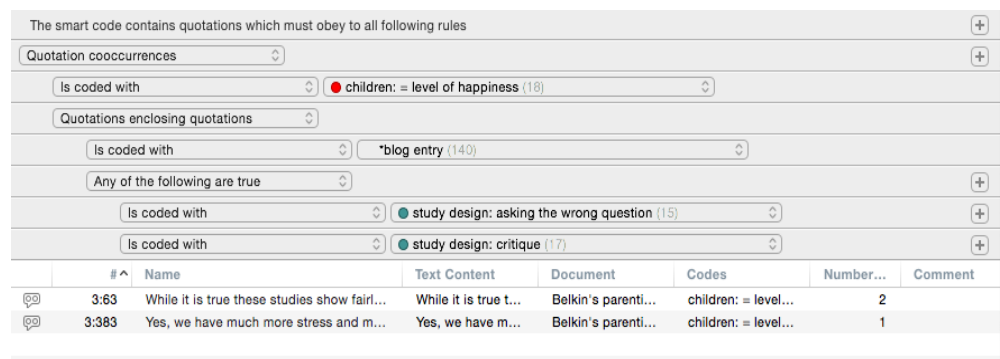 The smart code contains quotations which must obey to all following rules
Quotation cooccurrences
Is coded with children: = level of happiness (18)
Quotations enclosing quotations
Is coded with *blog entry (140)
Any of the following are true
Is coded with study design: asking the wrong question (15)
Is coded with study design: critique (17)
# Name Text Content Document Codes Number... Comment
3:63 While it is true these studies show fairl... While it is true t... Belkin's parenti... children: = level... 2
3:383 Yes, we have much more stress and m... Yes, we have m... Belkin's parenti... children: = level... 1